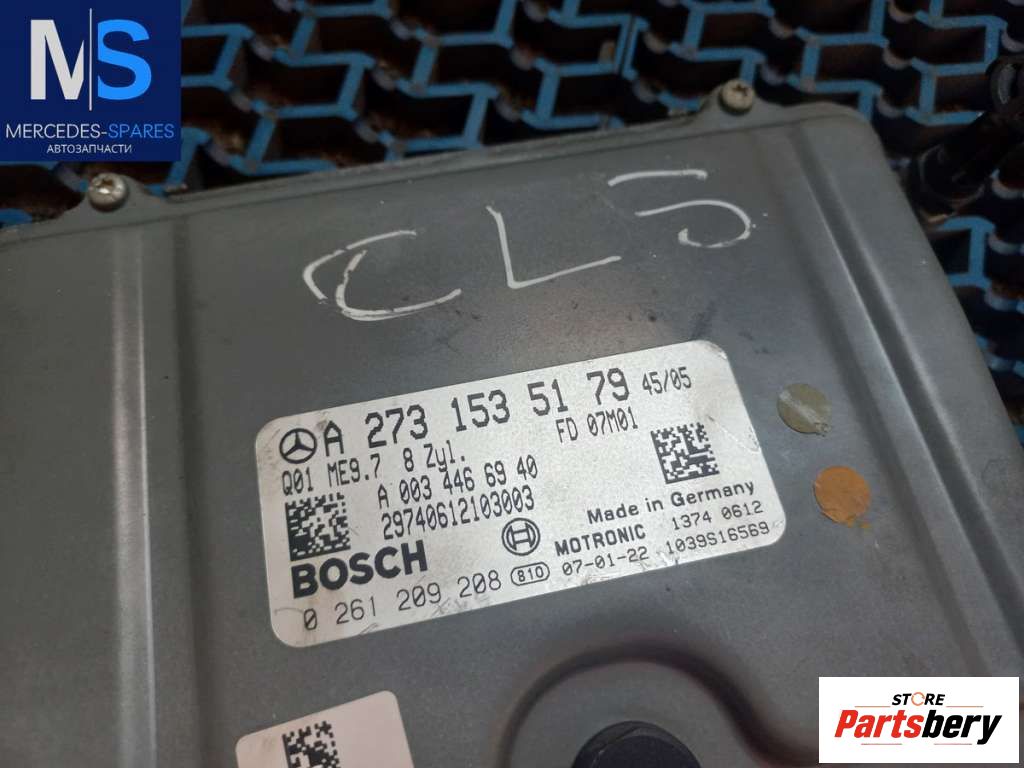 MS
MERCEDES-SPARES
АВТОЗАПЧАСТИ
CLS
A 273 153 51 79 45/05
Q01 ME9.7 8 Zyl. FD 07M01
A 003 446 69 40
29740612103003
Made in Germany
BOSCH MOTRONIC 1374 0612
0 261 209 208 810 07-01-22 1039S16569
STORE
Partsbery